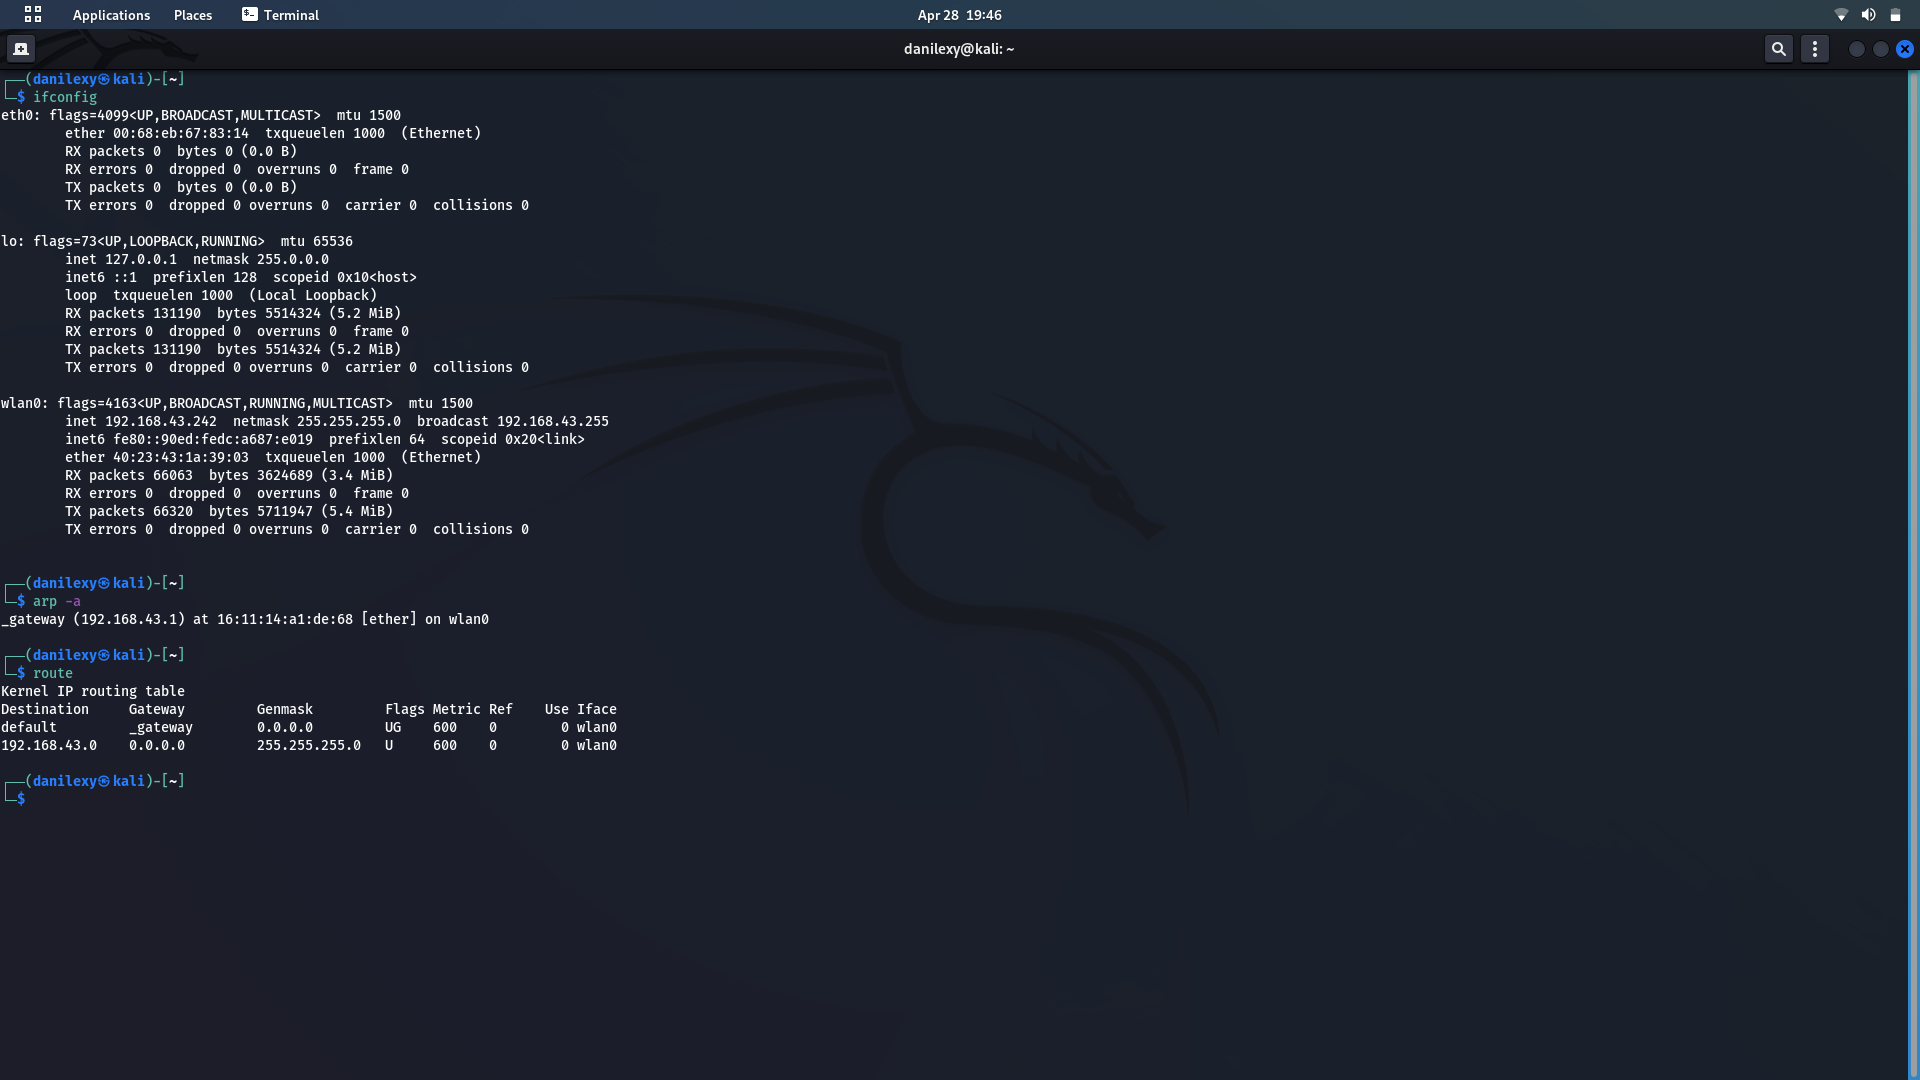 Applications Places Terminal Apr 28 19:46
danilexy@kali: ~
┌──(danilexy㉿kali)-[~]
└─$ ifconfig
eth0: flags=4099<UP,BROADCAST,MULTICAST>  mtu 1500
        ether 00:68:eb:67:83:14  txqueuelen 1000  (Ethernet)
        RX packets 0  bytes 0 (0.0 B)
        RX errors 0  dropped 0  overruns 0  frame 0
        TX packets 0  bytes 0 (0.0 B)
        TX errors 0  dropped 0 overruns 0  carrier 0  collisions 0

lo: flags=73<UP,LOOPBACK,RUNNING>  mtu 65536
        inet 127.0.0.1  netmask 255.0.0.0
        inet6 ::1  prefixlen 128  scopeid 0x10<host>
        loop  txqueuelen 1000  (Local Loopback)
        RX packets 131190  bytes 5514324 (5.2 MiB)
        RX errors 0  dropped 0  overruns 0  frame 0
        TX packets 131190  bytes 5514324 (5.2 MiB)
        TX errors 0  dropped 0 overruns 0  carrier 0  collisions 0

wlan0: flags=4163<UP,BROADCAST,RUNNING,MULTICAST>  mtu 1500
        inet 192.168.43.242  netmask 255.255.255.0  broadcast 192.168.43.255
        inet6 fe80::90ed:fedc:a687:e019  prefixlen 64  scopeid 0x20<link>
        ether 40:23:43:1a:39:03  txqueuelen 1000  (Ethernet)
        RX packets 66063  bytes 3624689 (3.4 MiB)
        RX errors 0  dropped 0  overruns 0  frame 0
        TX packets 66320  bytes 5711947 (5.4 MiB)
        TX errors 0  dropped 0 overruns 0  carrier 0  collisions 0

┌──(danilexy㉿kali)-[~]
└─$ arp -a
_gateway (192.168.43.1) at 16:11:14:a1:de:68 [ether] on wlan0

┌──(danilexy㉿kali)-[~]
└─$ route
Kernel IP routing table
Destination     Gateway         Genmask         Flags Metric Ref    Use Iface
default         _gateway        0.0.0.0         UG    600    0        0 wlan0
192.168.43.0    0.0.0.0         255.255.255.0   U     600    0        0 wlan0

┌──(danilexy㉿kali)-[~]
└─$